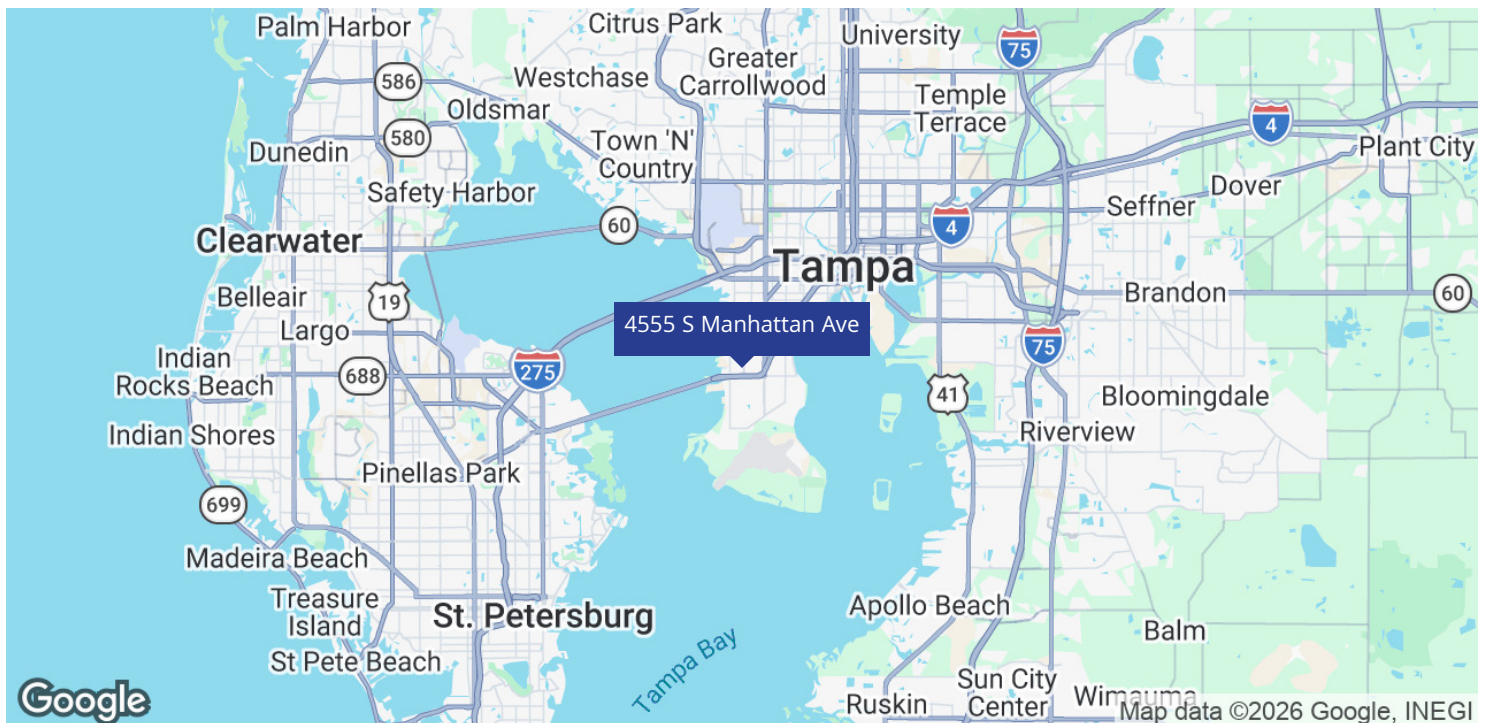 Palm Harbor
Citrus Park
University
75
586
Westchase
Greater
Carrollwood
Oldsmar
Temple
Terrace
4
580
Town 'N'
Country
Dunedin
Plant City
Safety Harbor
Dover
Seffner
60
4
Clearwater
Tampa
Belleair
19
Brandon
60
Largo
4555 S Manhattan Ave
75
Indian
Rocks Beach
688
275
41
Bloomingdale
Indian Shores
Riverview
Pinellas Park
699
Madeira Beach
Treasure
Island
St. Petersburg
Apollo Beach
Balm
St Pete Beach
Tampa Bay
Sun City
Center
Ruskin
Wimauma
Google
Map data ©2026 Google, INEGI